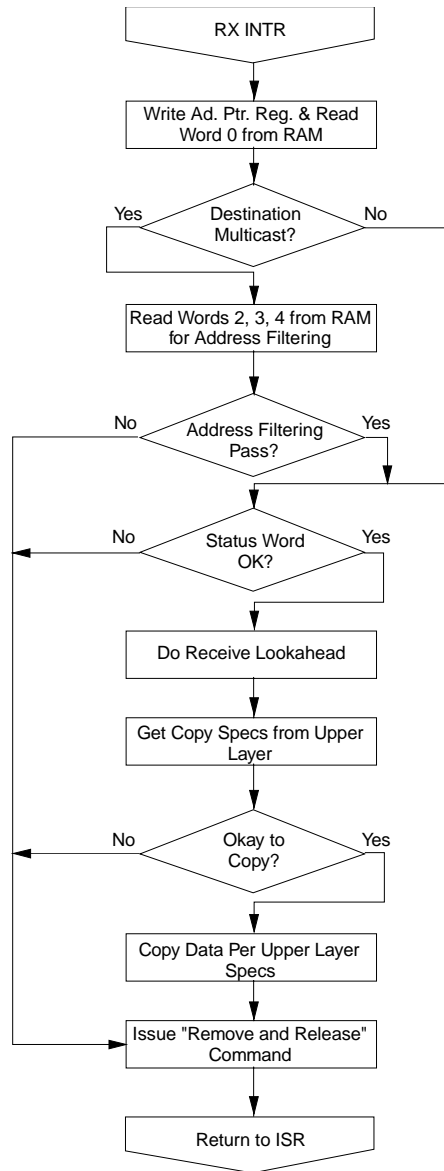 RX INTR
Write Ad. Ptr. Reg. & Read
Word 0 from RAM
Yes
Destination
Multicast?
No
Read Words 2, 3, 4 from RAM
for Address Filtering
No
Address Filtering
Pass?
Yes
No
Status Word
OK?
Yes
Do Receive Lookahead
Get Copy Specs from Upper
Layer
No
Okay to
Copy?
Yes
Copy Data Per Upper Layer
Specs
Issue "Remove and Release"
Command
Return to ISR